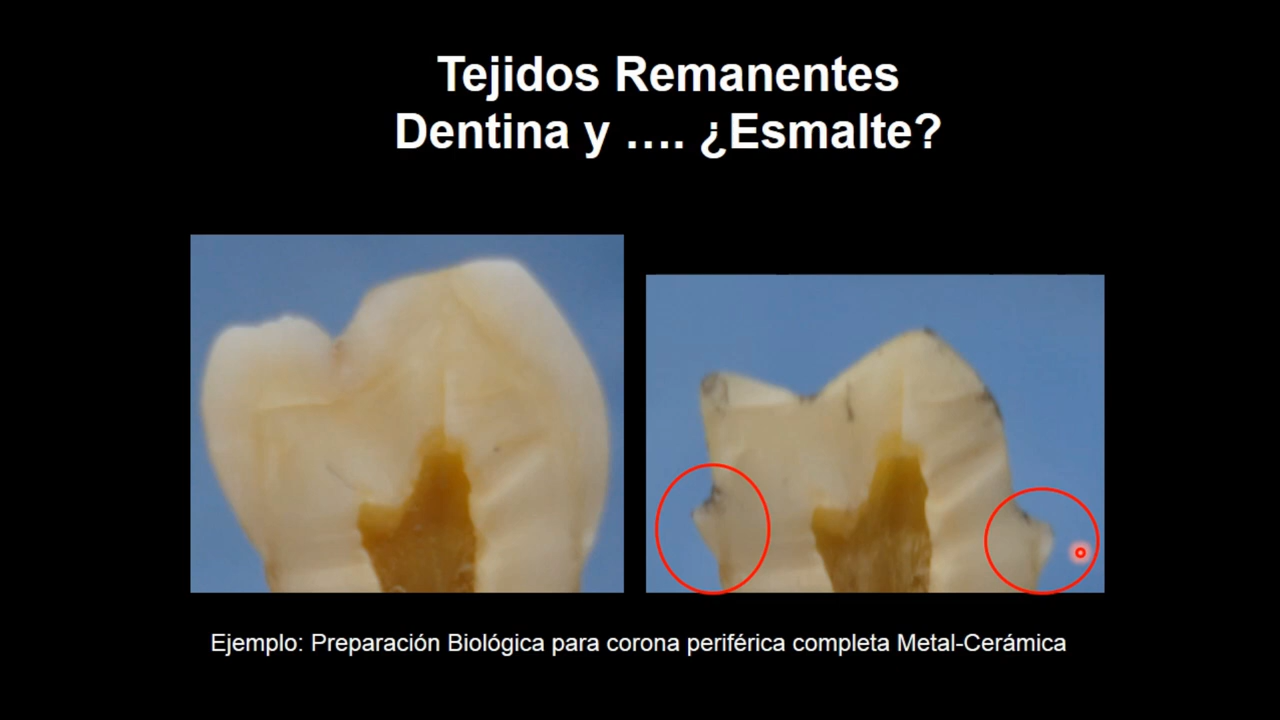 Tejidos Remanentes
Dentina y .... ¿Esmalte?
Ejemplo: Preparación Biológica para corona periférica completa Metal-Cerámica